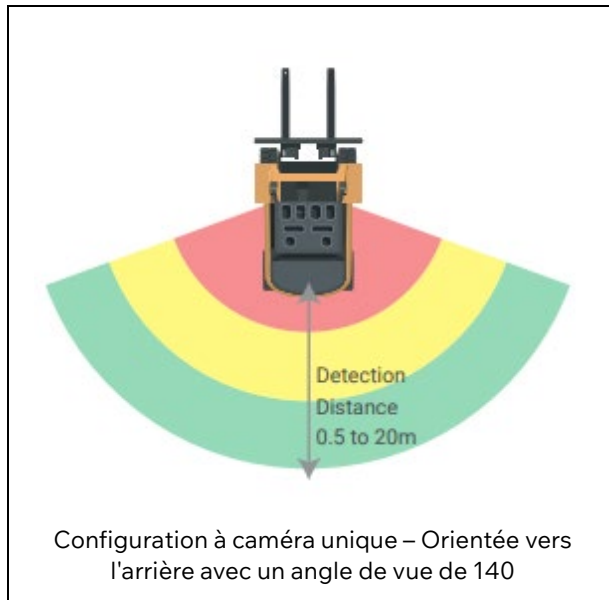 Detection
Distance
0.5 to 20m
Configuration à caméra unique – Orientée vers
l'arrière avec un angle de vue de 140